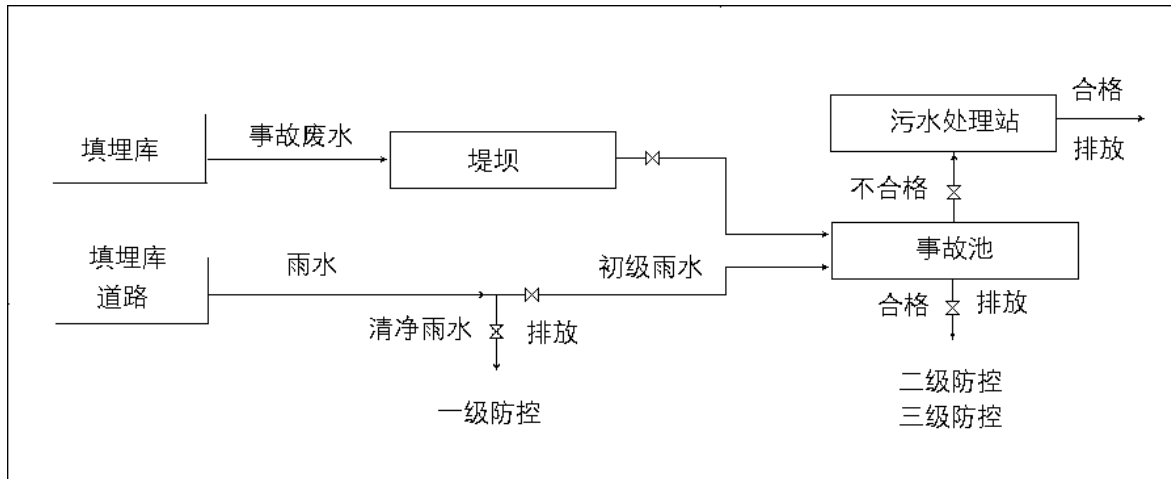 合格
污水处理站
排放
事故废水
填埋库
堤坝
不合格
填埋库
道路
雨水
初级雨水
事故池
合格
排放
清净雨水
排放
一级防控
二级防控
三级防控